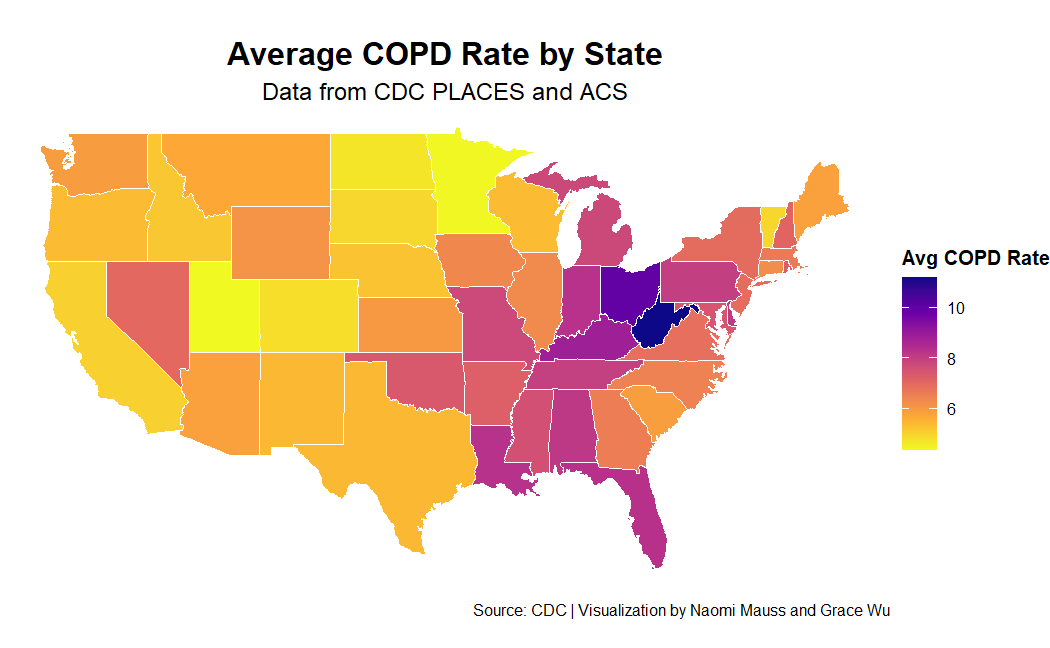 Average COPD Rate by State
Data from CDC PLACES and ACS
Avg COPD Rate
10
8
6
Source: CDC | Visualization by Naomi Mauss and Grace Wu